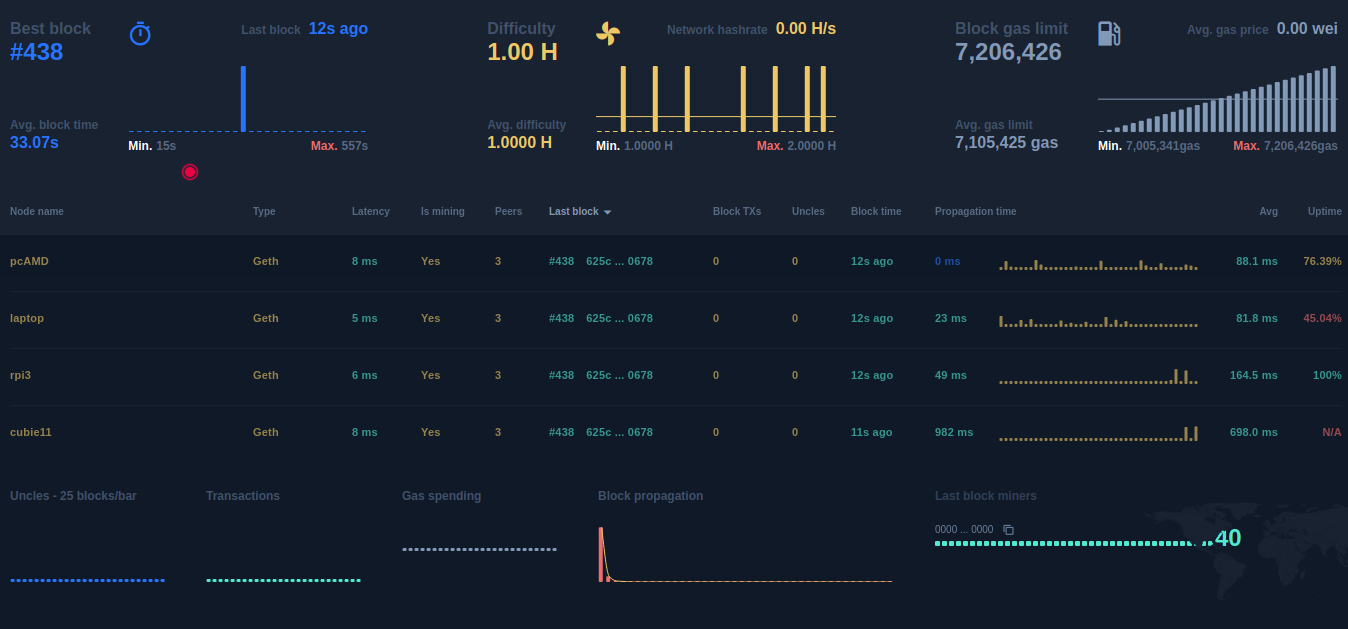 Best block
#438
Last block 12s ago
Avg. block time
33.07s
Min. 15s
Max. 557s
Difficulty
1.00 H
Network hashrate 0.00 H/s
Avg. difficulty
1.0000 H
Min. 1.0000 H
Max. 2.0000 H
Block gas limit
7,206,426
Avg. gas price 0.00 wei
Avg. gas limit
7,105,425 gas
Min. 7,005,341gas
Max. 7,206,426gas
Node name Type Latency Is mining Peers Last block Block TXs Uncles Block time Propagation time Avg Uptime
pcAMD Geth 8 ms Yes 3 #438 625c ... 0678 0 0 12s ago 0 ms 88.1 ms 76.39%
laptop Geth 5 ms Yes 3 #438 625c ... 0678 0 0 12s ago 23 ms 81.8 ms 45.04%
rpi3 Geth 6 ms Yes 3 #438 625c ... 0678 0 0 12s ago 49 ms 164.5 ms 100%
cubie11 Geth 8 ms Yes 3 #438 625c ... 0678 0 0 11s ago 982 ms 698.0 ms N/A
Uncles - 25 blocks/bar
Transactions
Gas spending
Block propagation
Last block miners
0000 ... 0000
40